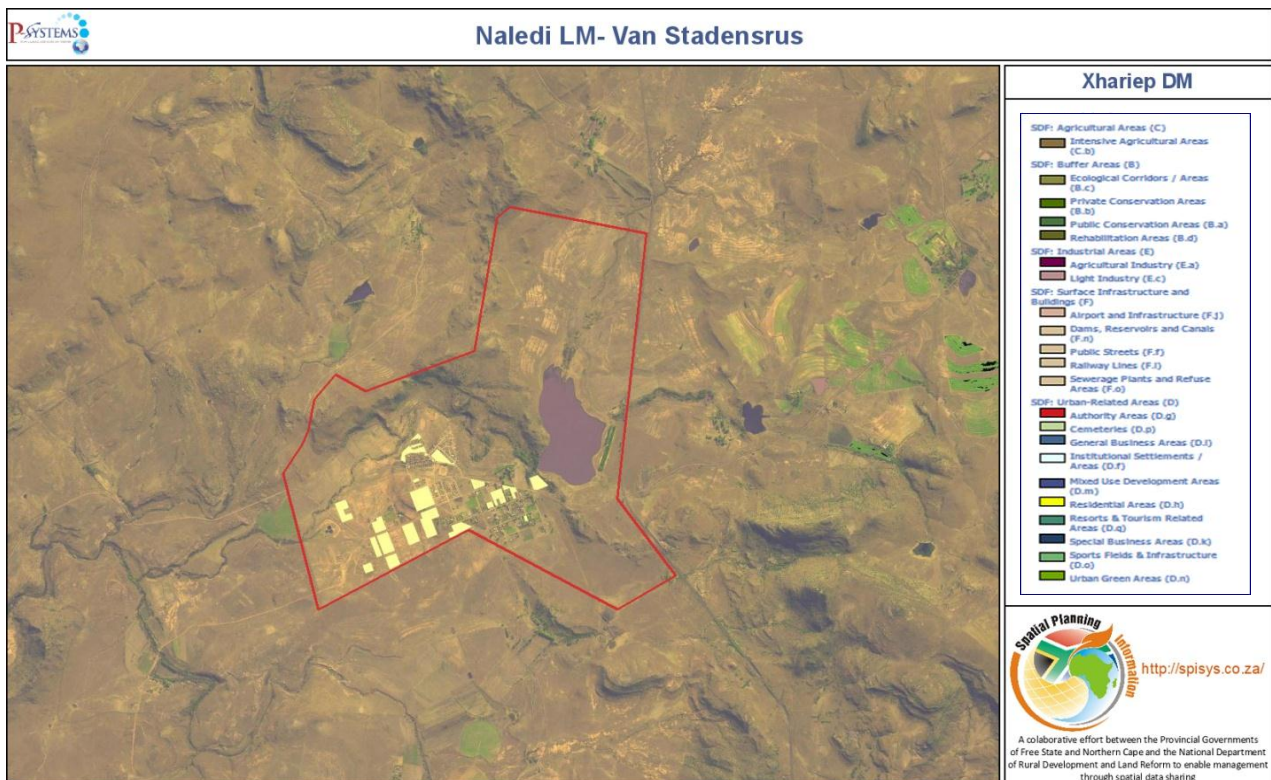 P-SYSTEMS
Naledi LM- Van Stadensrus
Xhariep DM
SDF: Agricultural Areas (C)
Intensive Agricultural Areas
(C.b)
SDF: Buffer Areas (B)
Ecological Corridors / Areas
(B.c)
Private Conservation Areas
(B.b)
Public Conservation Areas (B.a)
Rehabilitation Areas (B.d)
SDF: Industrial Areas (E)
Agricultural Industry (E.a)
Light Industry (E.c)
SDF: Surface Infrastructure and
Buildings (F)
Airport and Infrastructure (F.j)
Dams, Reservoirs and Canals
(F.n)
Public Streets (F.f)
Railway Lines (F.l)
Sewerage Plants and Refuse
Areas (F.o)
SDF: Urban-Related Areas (D)
Authority Areas (D.g)
Cemeteries (D.p)
General Business Areas (D.l)
Institutional Settlements /
Areas (D.f)
Mixed Use Development Areas
(D.m)
Residential Areas (D.h)
Resorts & Tourism Related
Areas (D.q)
Special Business Areas (D.k)
Sports Fields & Infrastructure
(D.o)
Urban Green Areas (D.n)
Spatial Planning
Information
http://spisys.co.za/
A collaborative effort between the Provincial Governments
of Free State and Northern Cape and the National Department
of Rural Development and Land Reform to enable management
through spatial data sharing